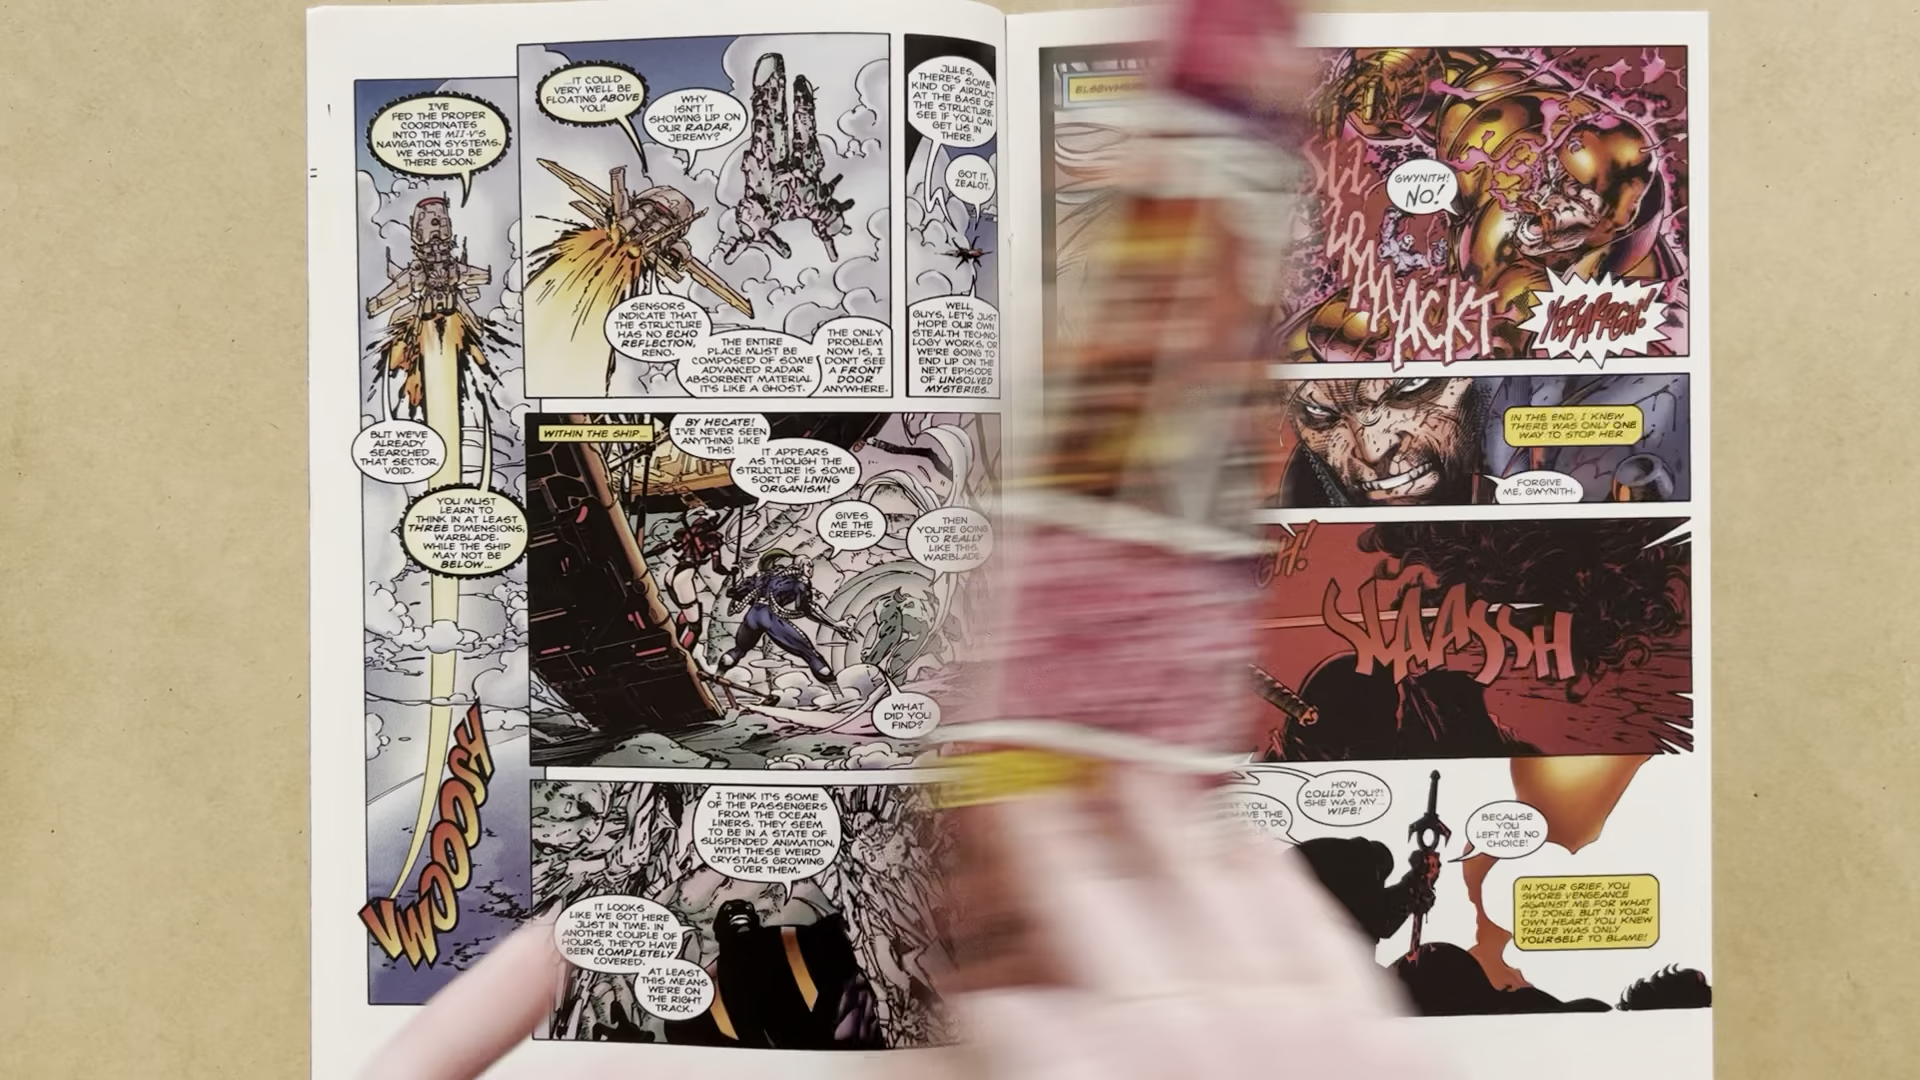 I'VE
FED THE PROPER
COORDINATES
INTO THE MII-V'S
NAVIGATION SYSTEMS.
WE SHOULD BE
THERE SOON.
BUT WE'VE
ALREADY
SEARCHED
THAT SECTOR,
VOID.
YOU MUST
LEARN TO
THINK IN AT LEAST
THREE DIMENSIONS,
WARBLADE.
WHILE THE SHIP
MAY NOT BE
BELOW...
...IT COULD
VERY WELL BE
FLOATING ABOVE
YOU!
WHY
ISN'T IT
SHOWING UP ON
OUR RADAR,
JEREMY?
SENSORS
INDICATE THAT
THE STRUCTURE
HAS NO ECHO
REFLECTION,
RENO.
THE ENTIRE
PLACE MUST BE
COMPOSED OF SOME
ADVANCED RADAR
ABSORBENT MATERIAL
IT'S LIKE A GHOST.
THE ONLY
PROBLEM
NOW IS, I
DON'T SEE
A FRONT
DOOR
ANYWHERE.
JULES,
THERE'S SOME
KIND OF AIRDUCT
AT THE BASE OF
THE STRUCTURE.
SEE IF YOU CAN
GET US IN
THERE.
GOT IT,
ZEALOT.
WELL,
GUYS, LET'S JUST
HOPE OUR OWN
STEALTH TECHNO-
LOGY WORKS, OR
WE'RE GOING TO
END UP ON THE
NEXT EPISODE
OF UNSOLVED
MYSTERIES.
WITHIN THE SHIP...
BY HECATE!
I'VE NEVER SEEN
ANYTHING LIKE
THIS!
IT APPEARS
AS THOUGH THE
STRUCTURE IS SOME
SORT OF LIVING
ORGANISM!
GIVES
ME THE
CREEPS.
THEN
YOU'RE GOING
TO REALLY
LIKE THIS,
WARBLADE.
WHAT
DID YOU
FIND?
I THINK IT'S SOME
OF THE PASSENGERS
FROM THE OCEAN
LINERS. THEY SEEM
TO BE IN A STATE OF
SUSPENDED ANIMATION,
WITH THESE WEIRD
CRYSTALS GROWING
OVER THEM.
IT LOOKS
LIKE WE GOT HERE
JUST IN TIME. IN
ANOTHER COUPLE OF
HOURS, THEY'D HAVE
BEEN COMPLETELY
COVERED.
AT LEAST
THIS MEANS
WE'RE ON
THE RIGHT
TRACK.
GWYNITH!
NO!
IN THE END, I KNEW
THERE WAS ONLY ONE
WAY TO STOP HER
FORGIVE
ME, GWYNITH.
HOW
COULD YOU?!
SHE WAS MY...
WIFE!
BECAUSE
YOU
LEFT ME NO
CHOICE!
IN YOUR GRIEF, YOU
SWORE VENGEANCE
AGAINST ME FOR WHAT
I'D DONE. BUT IN YOUR
OWN HEART, YOU KNEW
THERE WAS ONLY
YOURSELF TO BLAME!